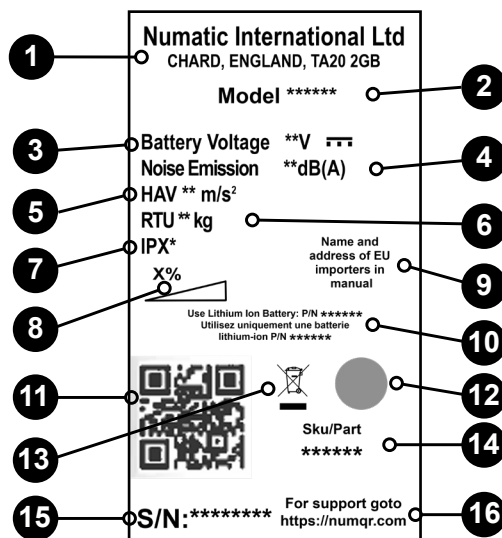 Numatic International Ltd
CHARD, ENGLAND, TA20 2GB
1
Model ******
2
3
Battery Voltage **V
Noise Emission **dB(A)
4
5
HAV ** m/s²
RTU ** kg
6
7
IPX*
Name and
address of EU
importers in
manual
9
X%
8
Use Lithium Ion Battery: P/N ******
Utilisez uniquement une batterie
lithium-ion P/N ******
10
11
12
13
Sku/Part
******
14
15
S/N:********
For support goto
https://numqr.com
16